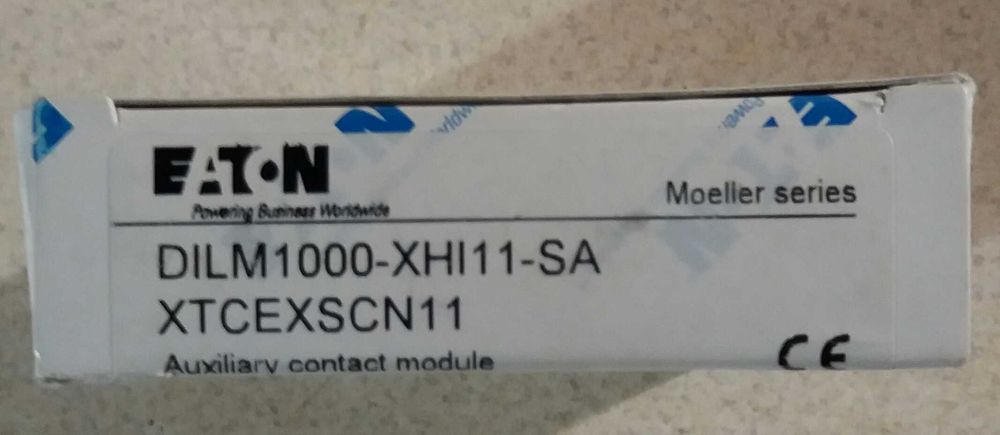 EATON
Powering Business Worldwide
Moeller series
DILM1000-XHI11-SA
XTCEXSCN11
Auxiliary contact module
CE